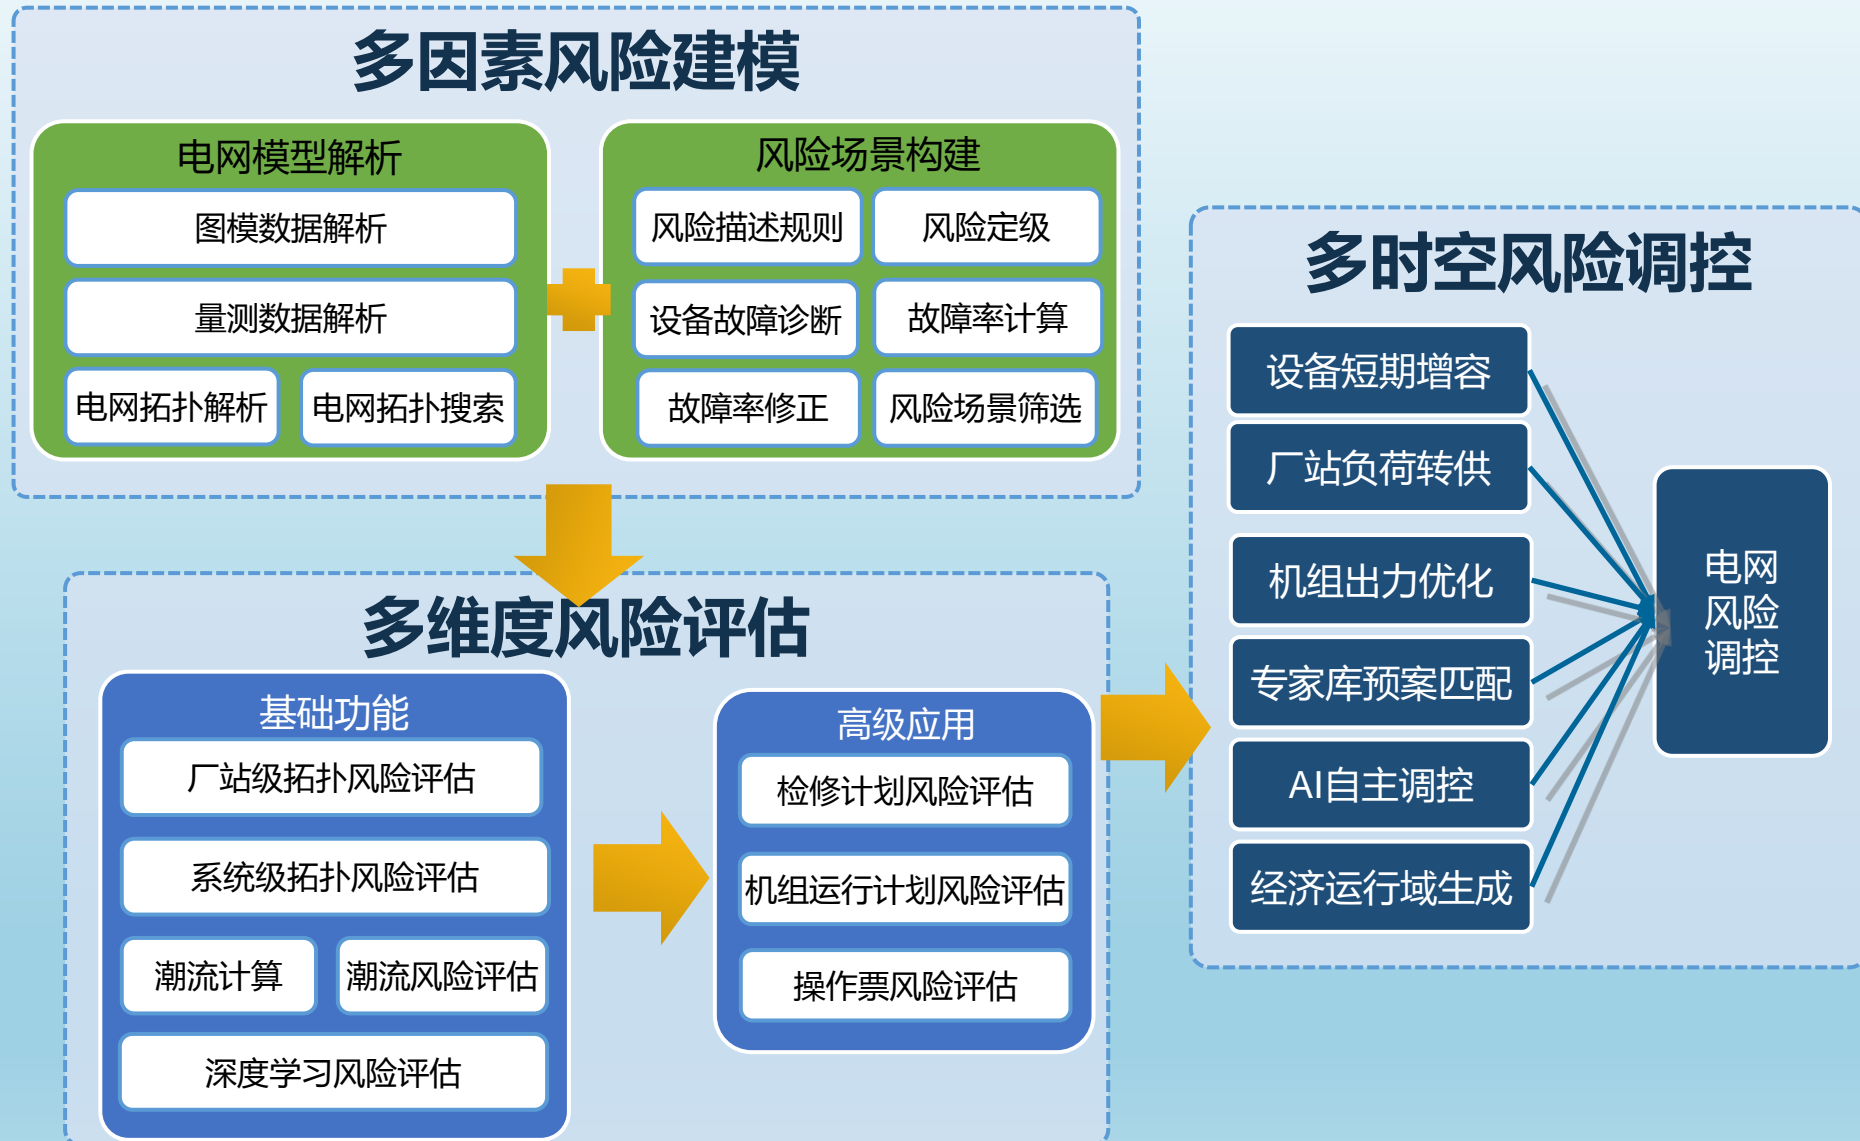 多因素风险建模
电网模型解析
图模数据解析
量测数据解析
电网拓扑解析
电网拓扑搜索
风险场景构建
风险描述规则
风险定级
设备故障诊断
故障率计算
故障率修正
风险场景筛选
多维度风险评估
基础功能
厂站级拓扑风险评估
系统级拓扑风险评估
潮流计算
潮流风险评估
深度学习风险评估
高级应用
检修计划风险评估
机组运行计划风险评估
操作票风险评估
多时空风险调控
设备短期增容
厂站负荷转供
机组出力优化
专家库预案匹配
AI自主调控
经济运行域生成
电网
风险
调控